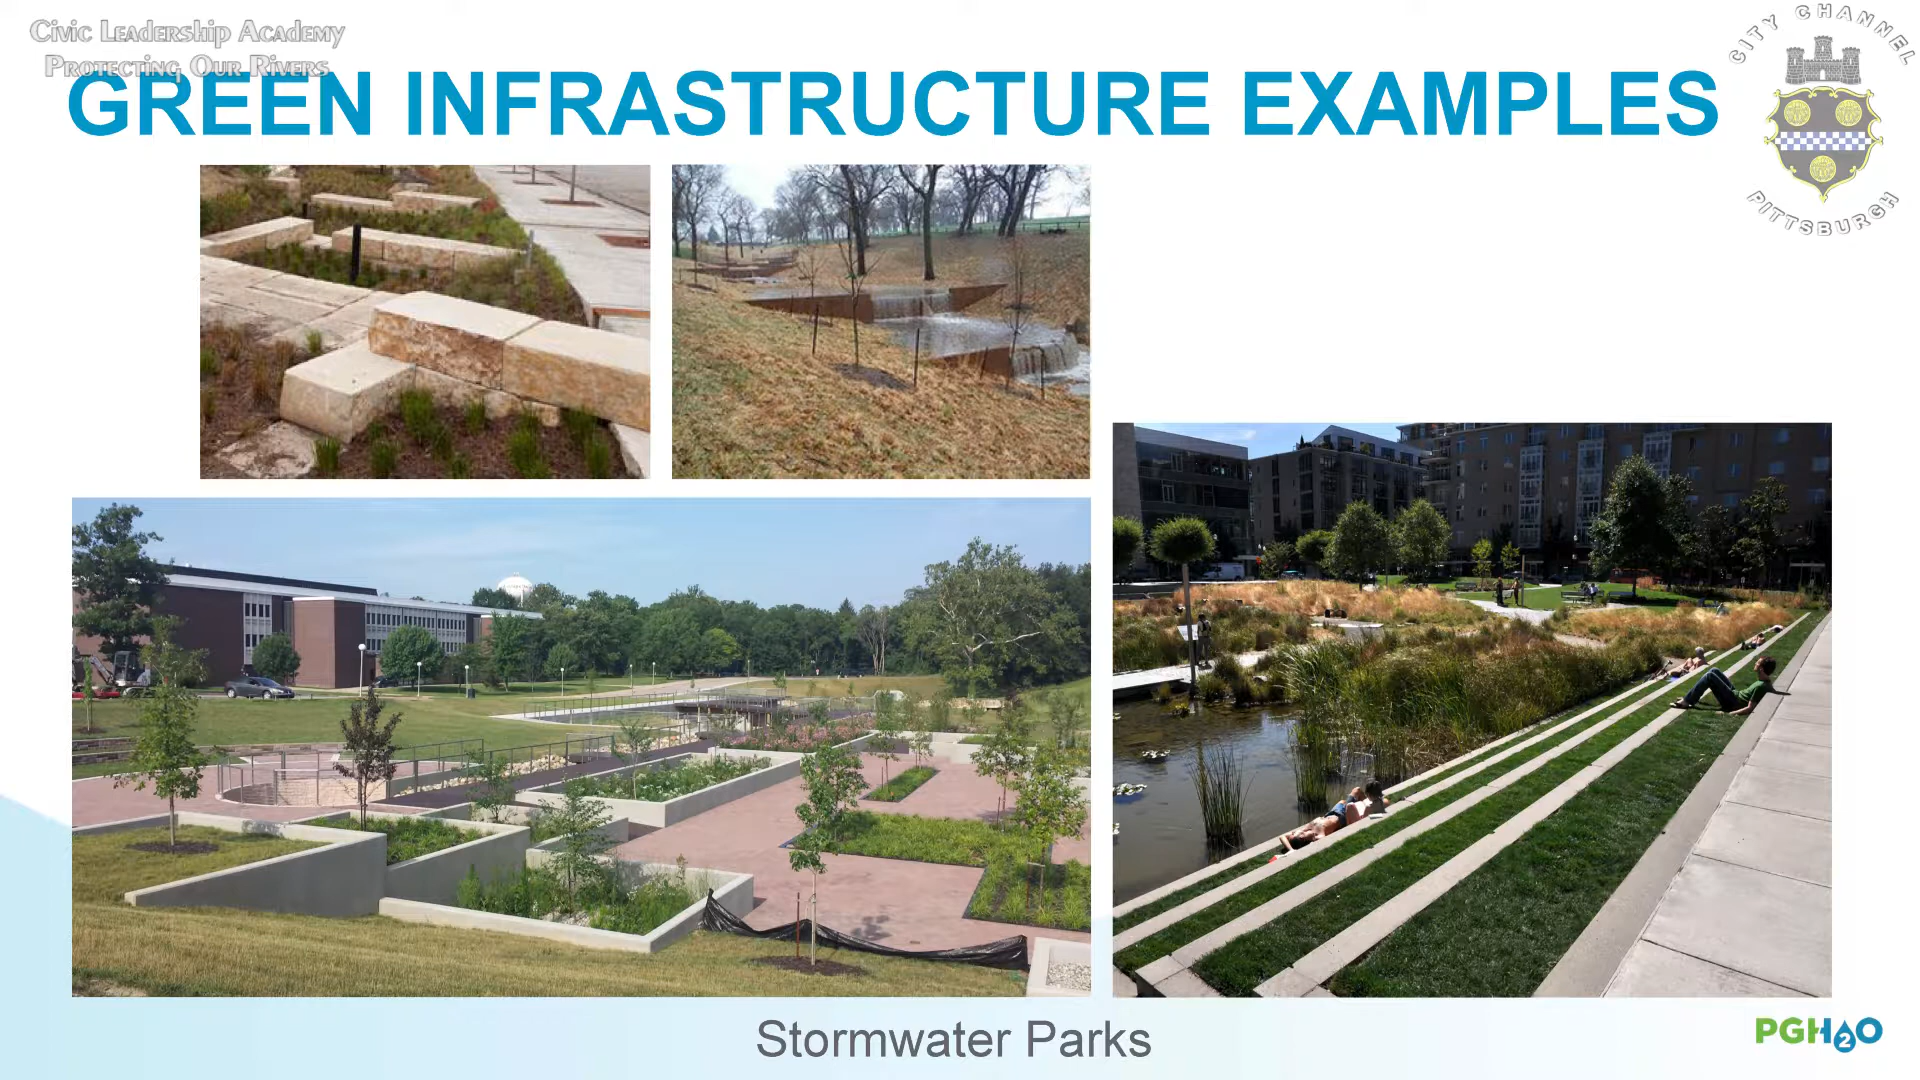 Civic Leadership Academy
Protecting Our Rivers
GREEN INFRASTRUCTURE EXAMPLES
CITY CHANNEL
PITTSBURGH
Stormwater Parks
PGH2O